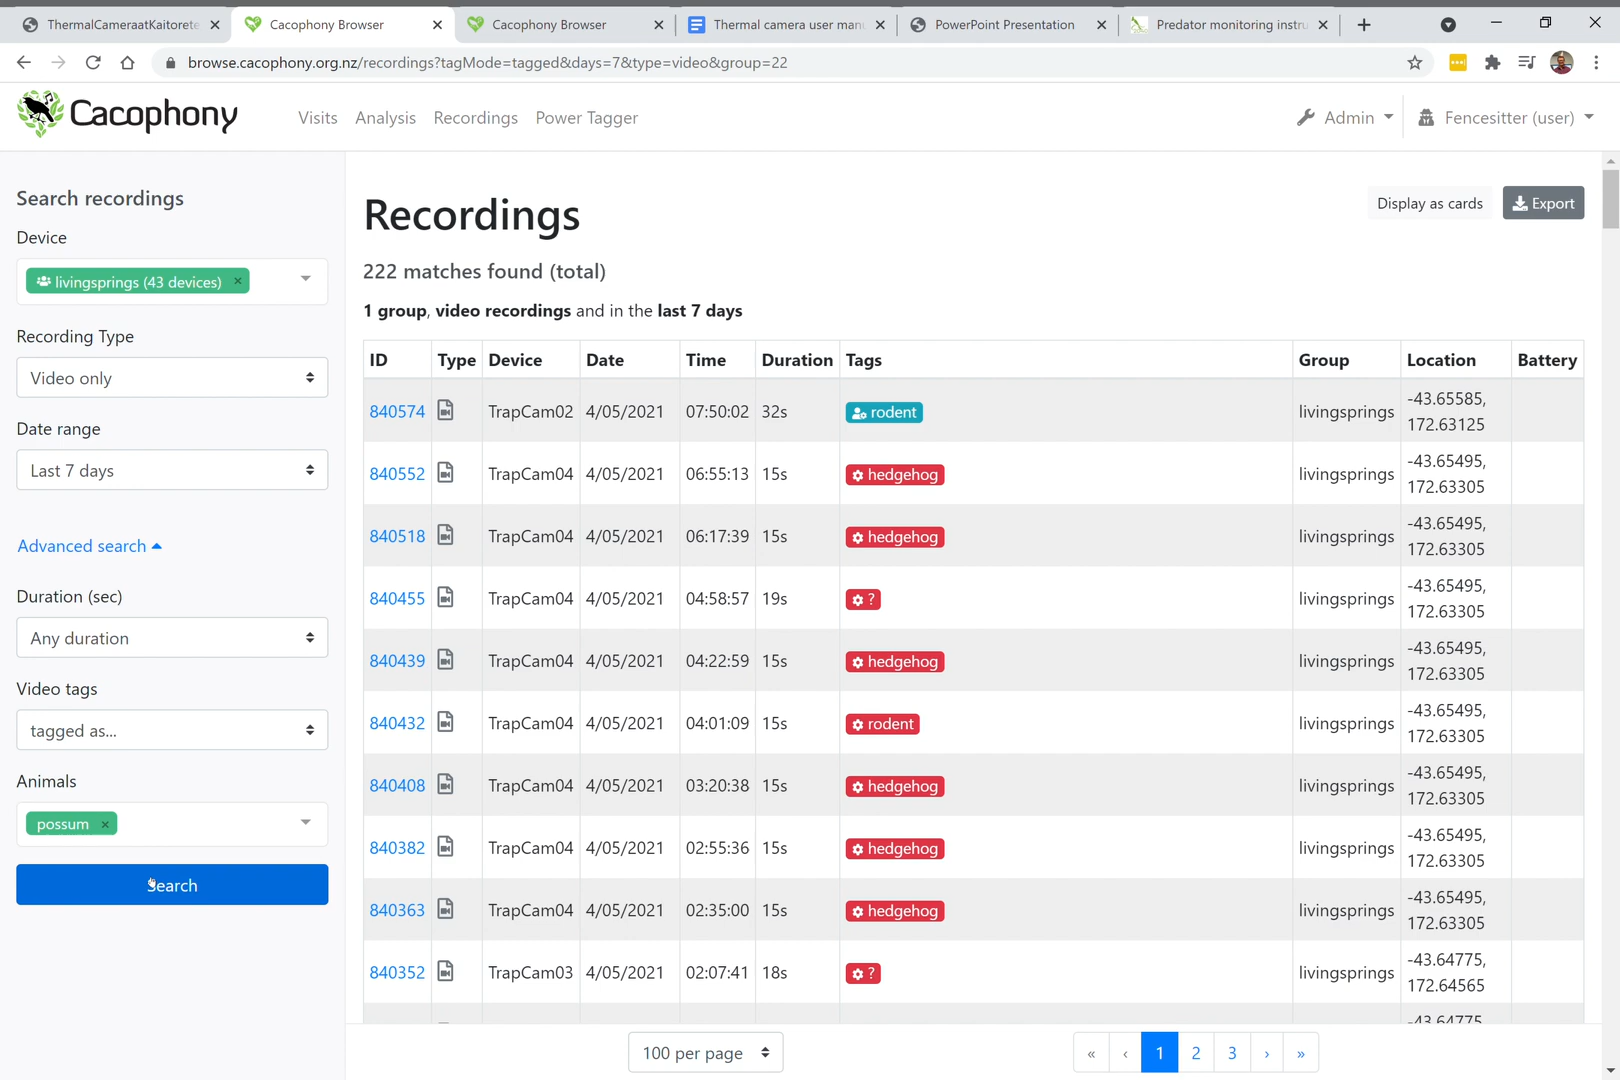 ThermalCameraatKaitorete
Cacophony Browser
Cacophony Browser
Thermal camera user man
PowerPoint Presentation
Predator monitoring instru
browse.cacophony.org.nz/recordings?tagMode=tagged&days=7&type=video&group=22
Cacophony
Visits Analysis Recordings Power Tagger
Admin
Fencesitter (user)
Search recordings
Device
livingsprings (43 devices) ×
Recording Type
Video only
Date range
Last 7 days
Advanced search
Duration (sec)
Any duration
Video tags
tagged as...
Animals
possum ×
Search
Recordings
Display as cards
Export
222 matches found (total)
1 group, video recordings and in the last 7 days
ID Type Device Date Time Duration Tags Group Location Battery
840574 TrapCam02 4/05/2021 07:50:02 32s rodent livingsprings -43.65585,
172.63125
840552 TrapCam04 4/05/2021 06:55:13 15s hedgehog livingsprings -43.65495,
172.63305
840518 TrapCam04 4/05/2021 06:17:39 15s hedgehog livingsprings -43.65495,
172.63305
840455 TrapCam04 4/05/2021 04:58:57 19s ? livingsprings -43.65495,
172.63305
840439 TrapCam04 4/05/2021 04:22:59 15s hedgehog livingsprings -43.65495,
172.63305
840432 TrapCam04 4/05/2021 04:01:09 15s rodent livingsprings -43.65495,
172.63305
840408 TrapCam04 4/05/2021 03:20:38 15s hedgehog livingsprings -43.65495,
172.63305
840382 TrapCam04 4/05/2021 02:55:36 15s hedgehog livingsprings -43.65495,
172.63305
840363 TrapCam04 4/05/2021 02:35:00 15s hedgehog livingsprings -43.65495,
172.63305
840352 TrapCam03 4/05/2021 02:07:41 18s ? livingsprings -43.64775,
172.64565
-43.64775,
100 per page
« ‹ 1 2 3 › »